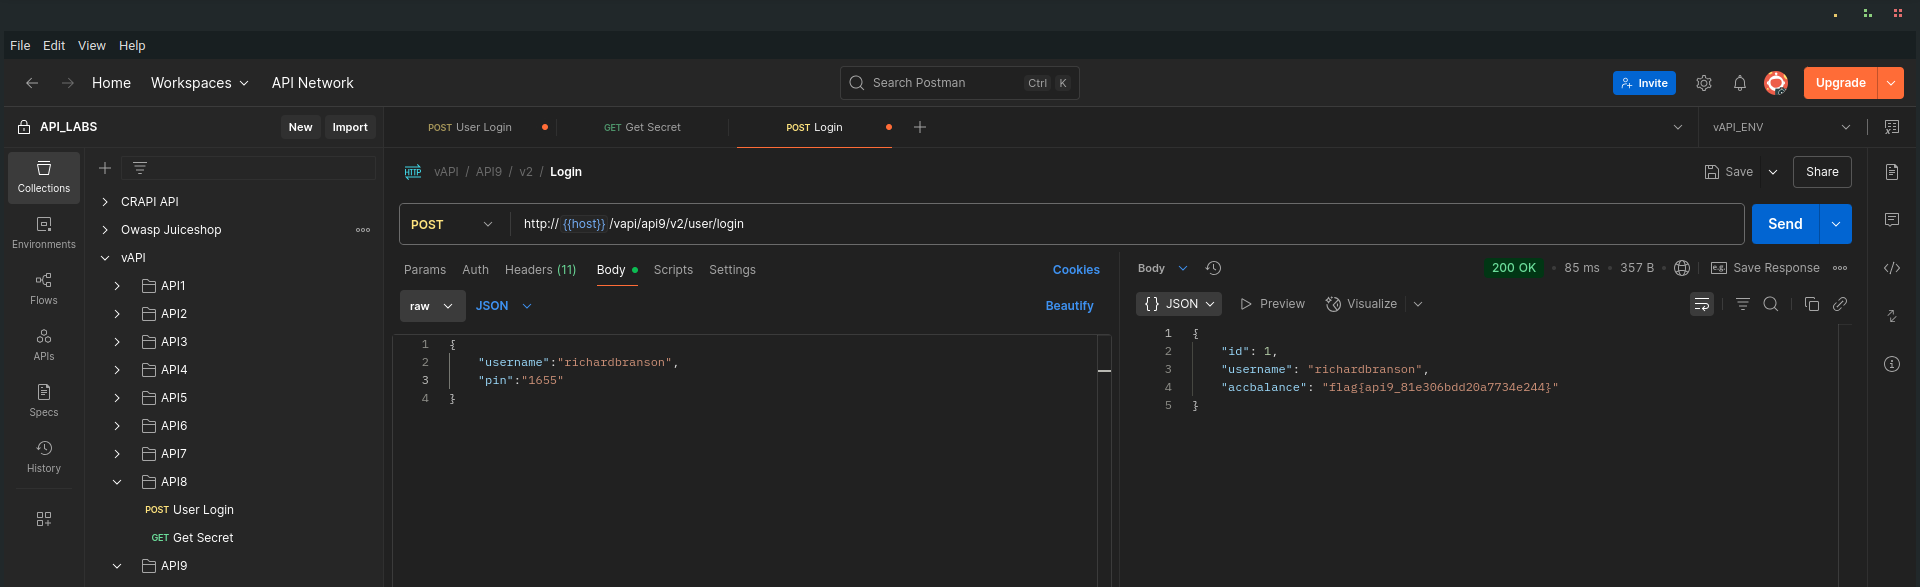 File Edit View Help
Home Workspaces API Network Search Postman Ctrl K Invite Upgrade
API_LABS New Import POST User Login GET Get Secret POST Login vAPI_ENV
Collections
Environments
Flows
APIs
Specs
History
CRAPI API
Owasp Juiceshop
vAPI
API1
API2
API3
API4
API5
API6
API7
API8
POST User Login
GET Get Secret
API9
HTTP vAPI / API9 / v2 / Login Save Share
POST http:// {{host}} /vapi/api9/v2/user/login Send
Params Auth Headers (11) Body Scripts Settings Cookies
raw JSON Beautify
1 {
2 "username":"richardbranson",
3 "pin":"1655"
4 }
Body 200 OK • 85 ms • 357 B • e.g. Save Response
{} JSON Preview Visualize
1 {
2 "id": 1,
3 "username": "richardbranson",
4 "accbalance": "flag{api9_81e306bdd20a7734e244}"
5 }